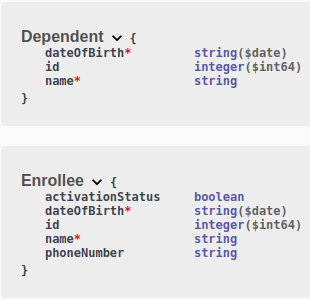 Dependent {
dateOfBirth* string($date)
id integer($int64)
name* string
}
Enrollee {
activationStatus boolean
dateOfBirth* string($date)
id integer($int64)
name* string
phoneNumber string
}